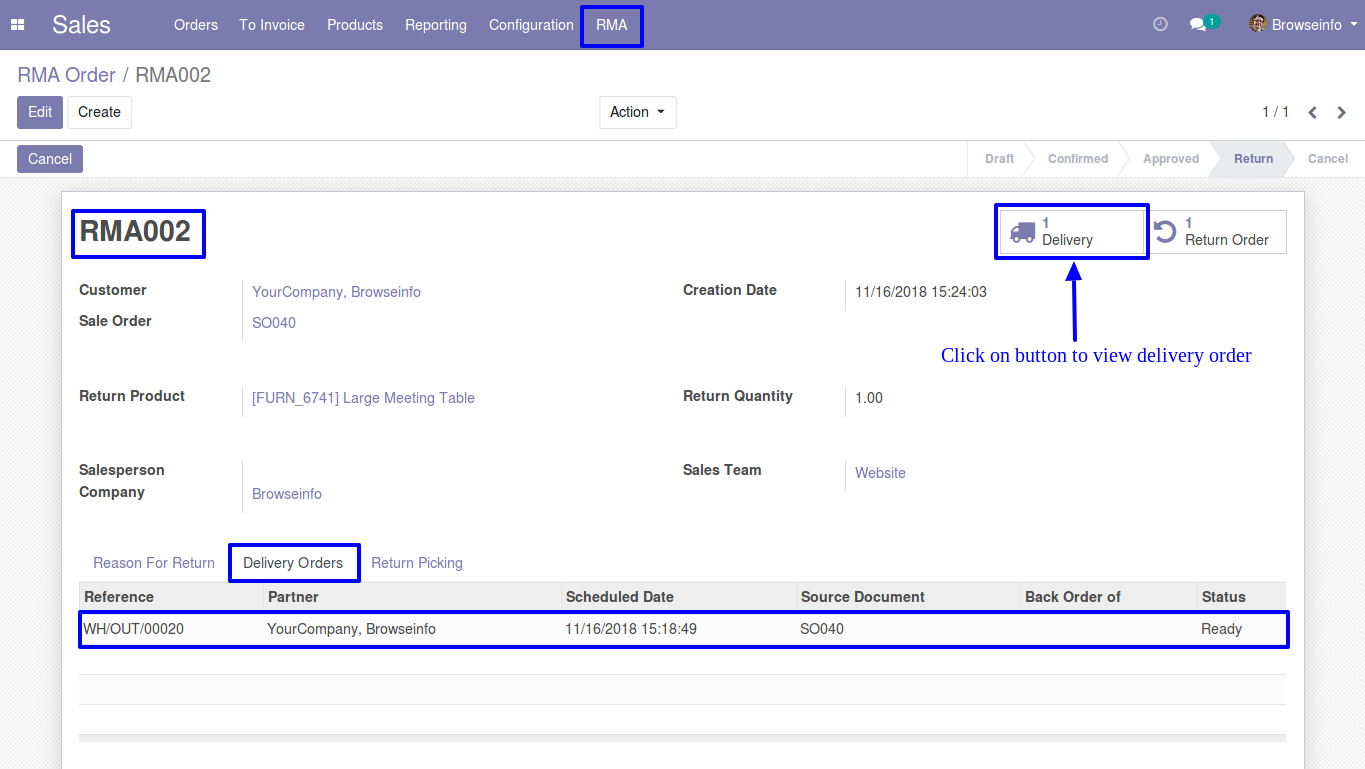 Sales Orders To Invoice Products Reporting Configuration RMA 1 Browseinfo
RMA Order / RMA002
Edit Create Action 1 / 1
Cancel Draft Confirmed Approved Return Cancel
RMA002 1 Delivery 1 Return Order
Customer YourCompany, Browseinfo Creation Date 11/16/2018 15:24:03
Sale Order SO040
Click on button to view delivery order
Return Product [FURN_6741] Large Meeting Table Return Quantity 1.00
Salesperson Sales Team Website
Company Browseinfo
Reason For Return Delivery Orders Return Picking
Reference Partner Scheduled Date Source Document Back Order of Status
WH/OUT/00020 YourCompany, Browseinfo 11/16/2018 15:18:49 SO040 Ready